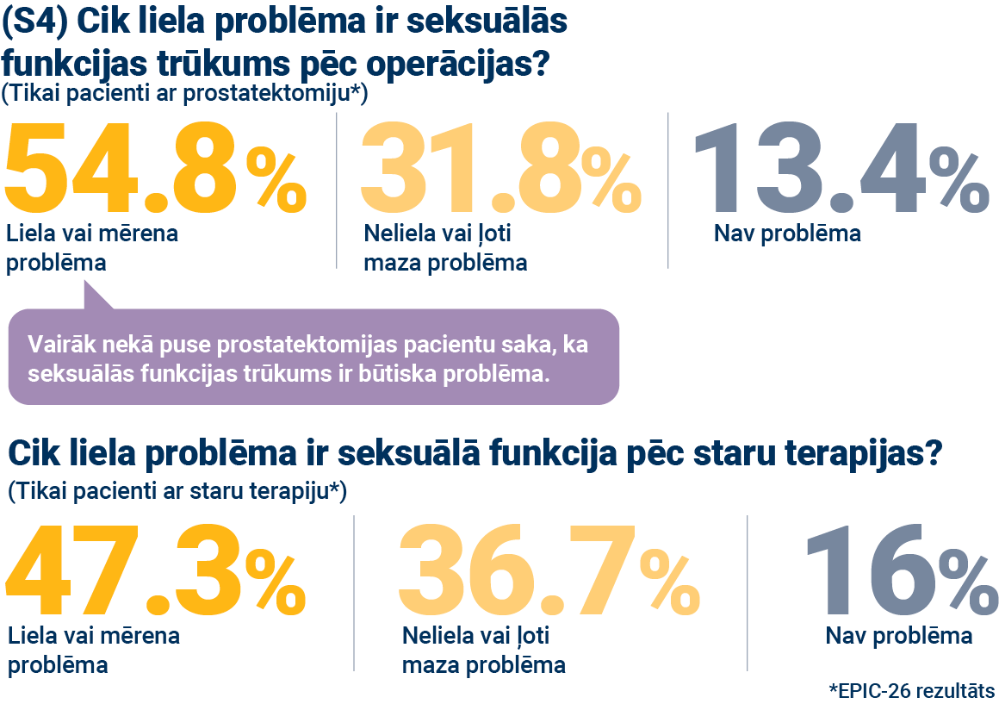 (S4) Cik liela problēma ir seksuālās
funkcijas trūkums pēc operācijas?
(Tikai pacienti ar prostatektomiju*)
54.8%
Liela vai mērena
problēma
31.8%
Neliela vai ļoti
maza problēma
13.4%
Nav problēma
Vairāk nekā puse prostatektomijas pacientu saka, ka
seksuālās funkcijas trūkums ir būtiska problēma.
Cik liela problēma ir seksuālā funkcija pēc staru terapijas?
(Tikai pacienti ar staru terapiju*)
47.3%
Liela vai mērena
problēma
36.7%
Neliela vai ļoti
maza problēma
16%
Nav problēma
*EPIC-26 rezultāts